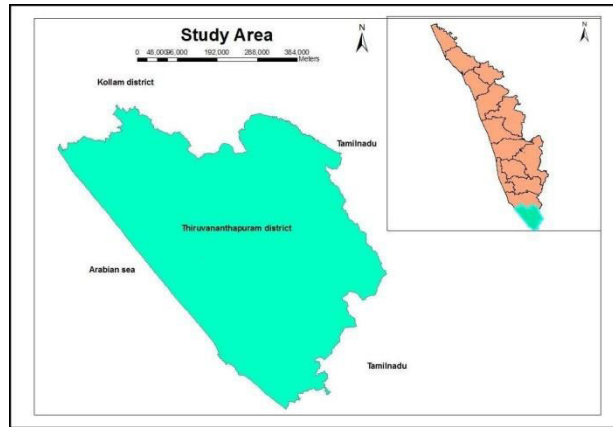 Study Area
N
0 48,00096,000 192,000 288,000 384,000
Meters
Kollam district
Tamilnadu
Thiruvananthapuram district
Arabian sea
Tamilnadu
N